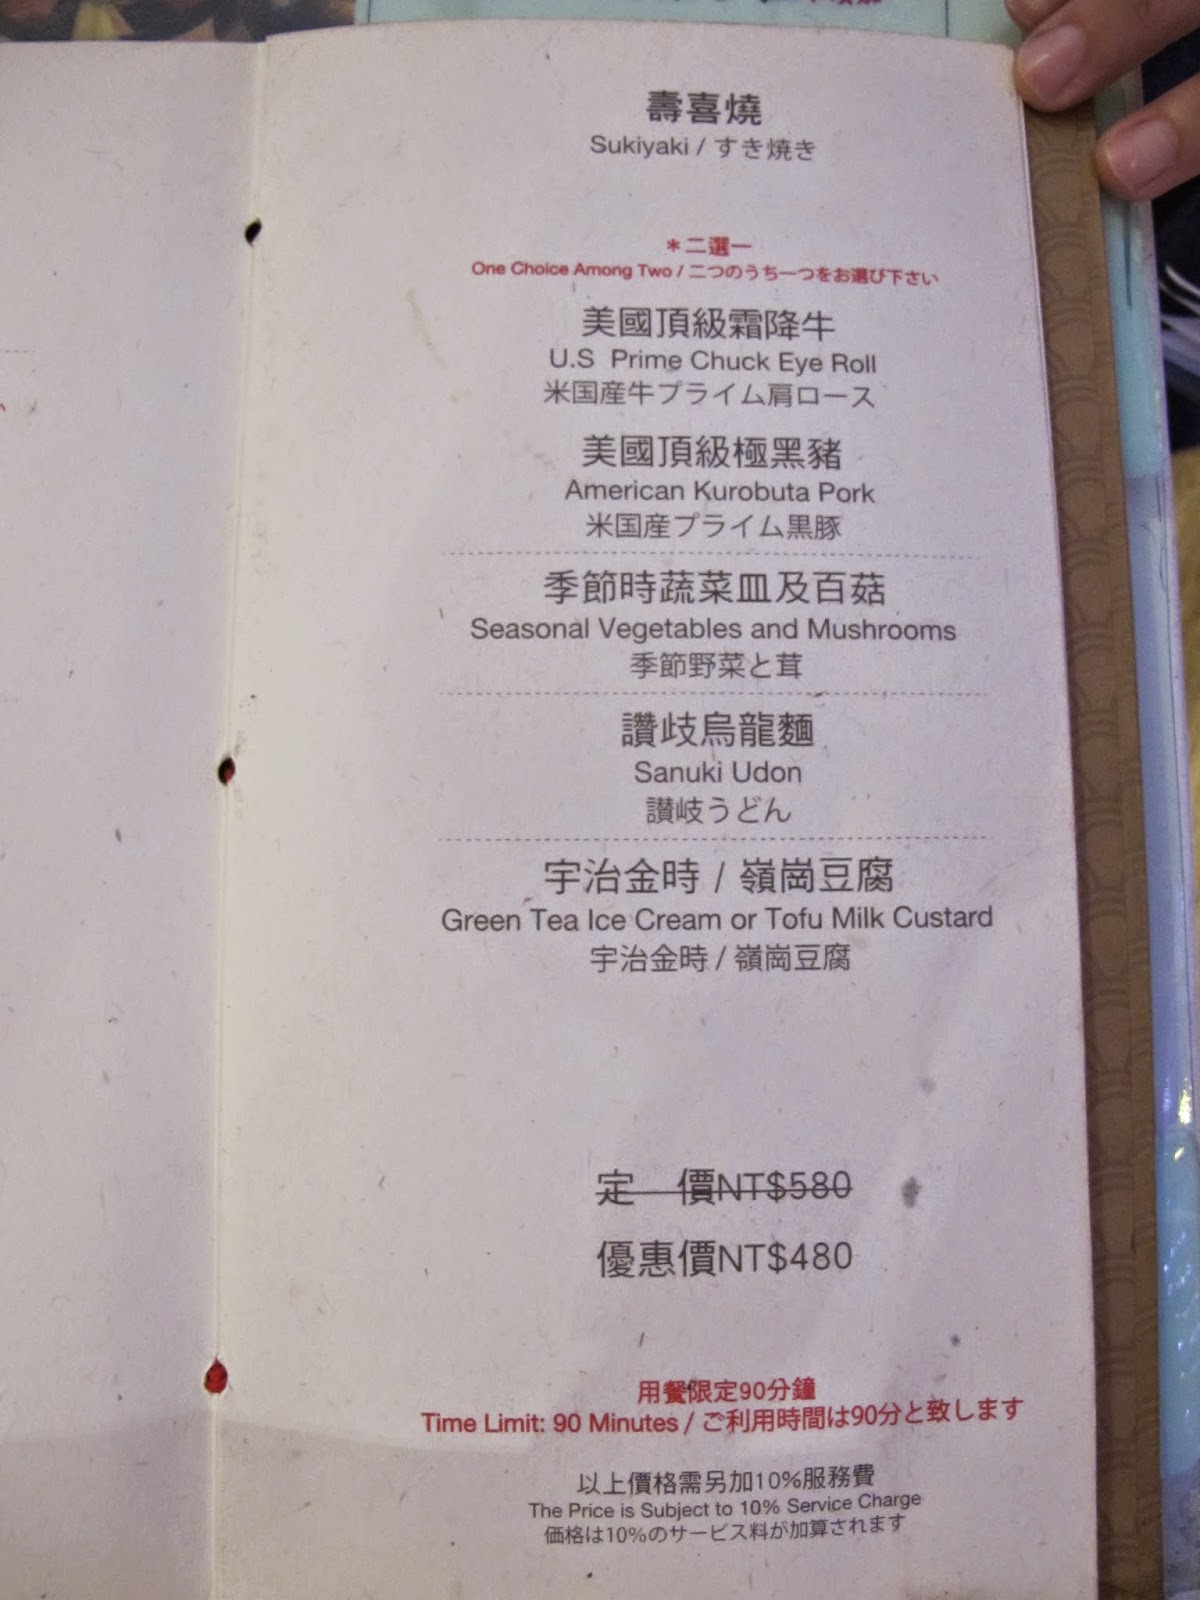 壽喜燒
Sukiyaki / すき焼き
＊二選一
One Choice Among Two / 二つのうち一つをお選び下さい
美國頂級霜降牛
U.S Prime Chuck Eye Roll
米国産牛プライム肩ロース
美國頂級極黑豬
American Kurobuta Pork
米国産プライム黒豚
季節時蔬菜皿及百菇
Seasonal Vegetables and Mushrooms
季節野菜と茸
讚歧烏龍麵
Sanuki Udon
讃岐うどん
宇治金時 / 嶺崗豆腐
Green Tea Ice Cream or Tofu Milk Custard
宇治金時 / 嶺崗豆腐
定　價NT$580
優惠價NT$480
用餐限定90分鐘
Time Limit: 90 Minutes / ご利用時間は90分と致します
以上價格需另加10%服務費
The Price is Subject to 10% Service Charge
価格は10%のサービス料が加算されます